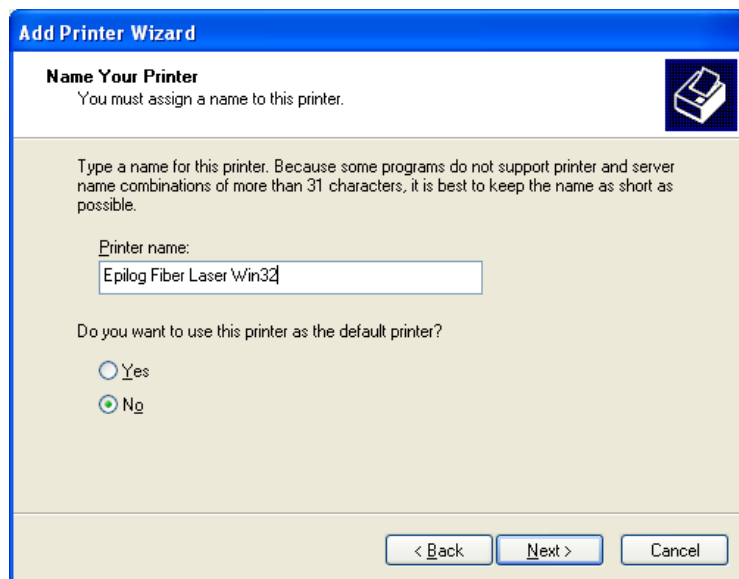 Add Printer Wizard
Name Your Printer
You must assign a name to this printer.
Type a name for this printer. Because some programs do not support printer and server
name combinations of more than 31 characters, it is best to keep the name as short as
possible.
Printer name:
Epilog Fiber Laser Win32
Do you want to use this printer as the default printer?
Yes
No
< Back Next > Cancel